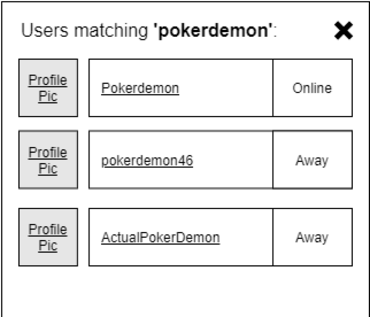 Users matching 'pokerdemon':
Profile
Pic
Pokerdemon
Online
Profile
Pic
pokerdemon46
Away
Profile
Pic
ActualPokerDemon
Away